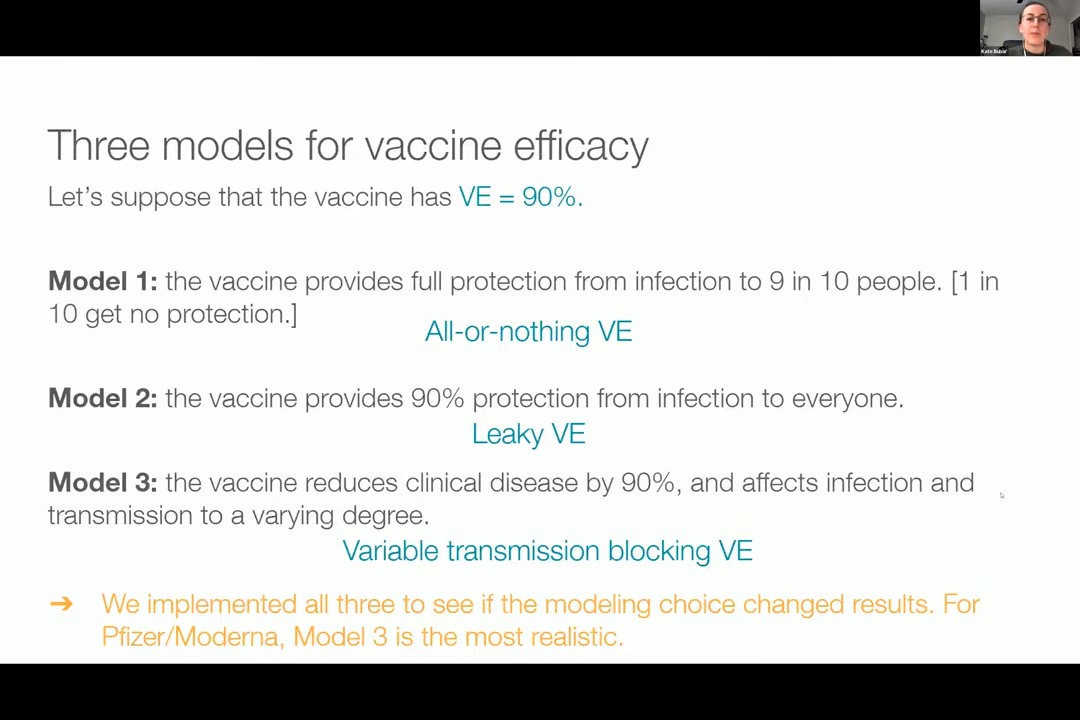 Kate Bubar
Three models for vaccine efficacy
Let's suppose that the vaccine has VE = 90%.
Model 1: the vaccine provides full protection from infection to 9 in 10 people. [1 in
10 get no protection.]
All-or-nothing VE
Model 2: the vaccine provides 90% protection from infection to everyone.
Leaky VE
Model 3: the vaccine reduces clinical disease by 90%, and affects infection and
transmission to a varying degree.
Variable transmission blocking VE
➔ We implemented all three to see if the modeling choice changed results. For
Pfizer/Moderna, Model 3 is the most realistic.